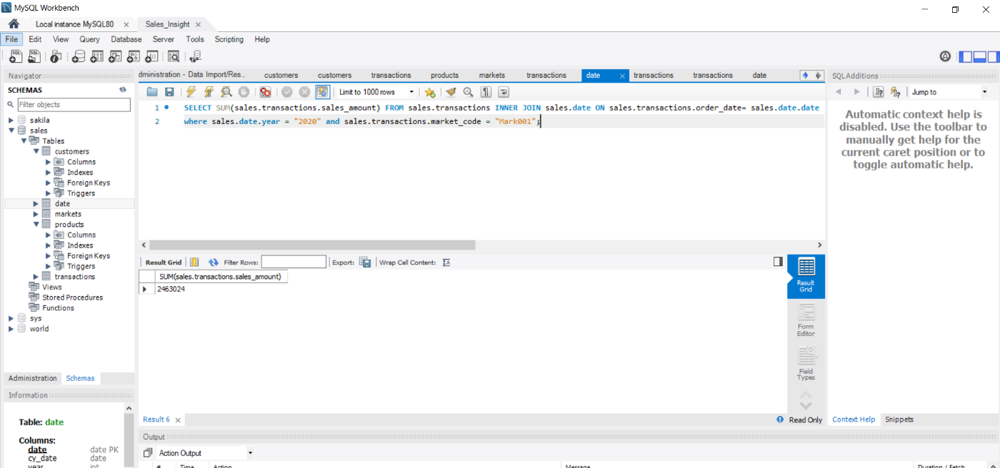 MySQL Workbench
Local instance MySQL80
Sales_Insight
File Edit View Query Database Server Tools Scripting Help
Navigator
SCHEMAS
Filter objects
sakila
sales
Tables
customers
Columns
Indexes
Foreign Keys
Triggers
date
markets
products
Columns
Indexes
Foreign Keys
Triggers
transactions
Views
Stored Procedures
Functions
sys
world
Administration Schemas
Information
Table: date
Columns:
date date PK
cy_date date
year int
dministration - Data Import/Res... customers customers transactions products markets transactions date transactions transactions date
Limit to 1000 rows
1 SELECT SUM(sales.transactions.sales_amount) FROM sales.transactions INNER JOIN sales.date ON sales.transactions.order_date= sales.date.date
2 where sales.date.year = "2020" and sales.transactions.market_code = "Mark001";
Result Grid Filter Rows: Export: Wrap Cell Content:
SUM(sales.transactions.sales_amount)
2463024
Result Grid
Form Editor
Field Types
Result 6
Read Only
Output
Action Output
# Time Action Message Duration / Fetch
SQLAdditions
Jump to
Automatic context help is
disabled. Use the toolbar to
manually get help for the
current caret position or to
toggle automatic help.
Context Help Snippets